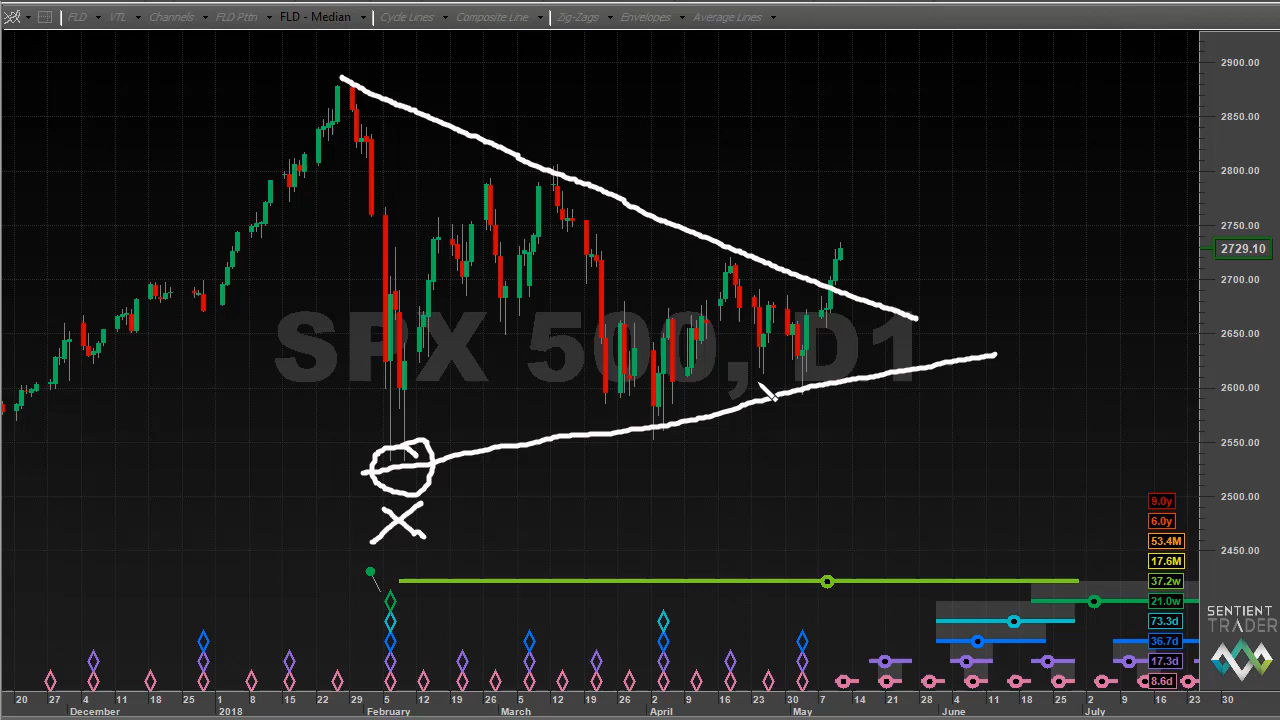 FLD VTL Channels FLD Pttn FLD - Median Cycle Lines Composite Line Zig-Zags Envelopes Average Lines
2900.00
2850.00
2800.00
2750.00
2729.10
2700.00
2650.00
SPX 500, D1
2600.00
2550.00
2500.00
9.0y
6.0y
53.4M
2450.00
17.6M
37.2w
21.0w
SENTIENT
TRADER
73.3d
36.7d
17.3d
8.6d
20 27 4 11 18 25 1 8 15 22 29 5 12 19 26 5 12 19 26 2 9 16 23 30 7 14 21 28 4 11 18 25 2 9 16 23 30
December 2018 February March April May June July